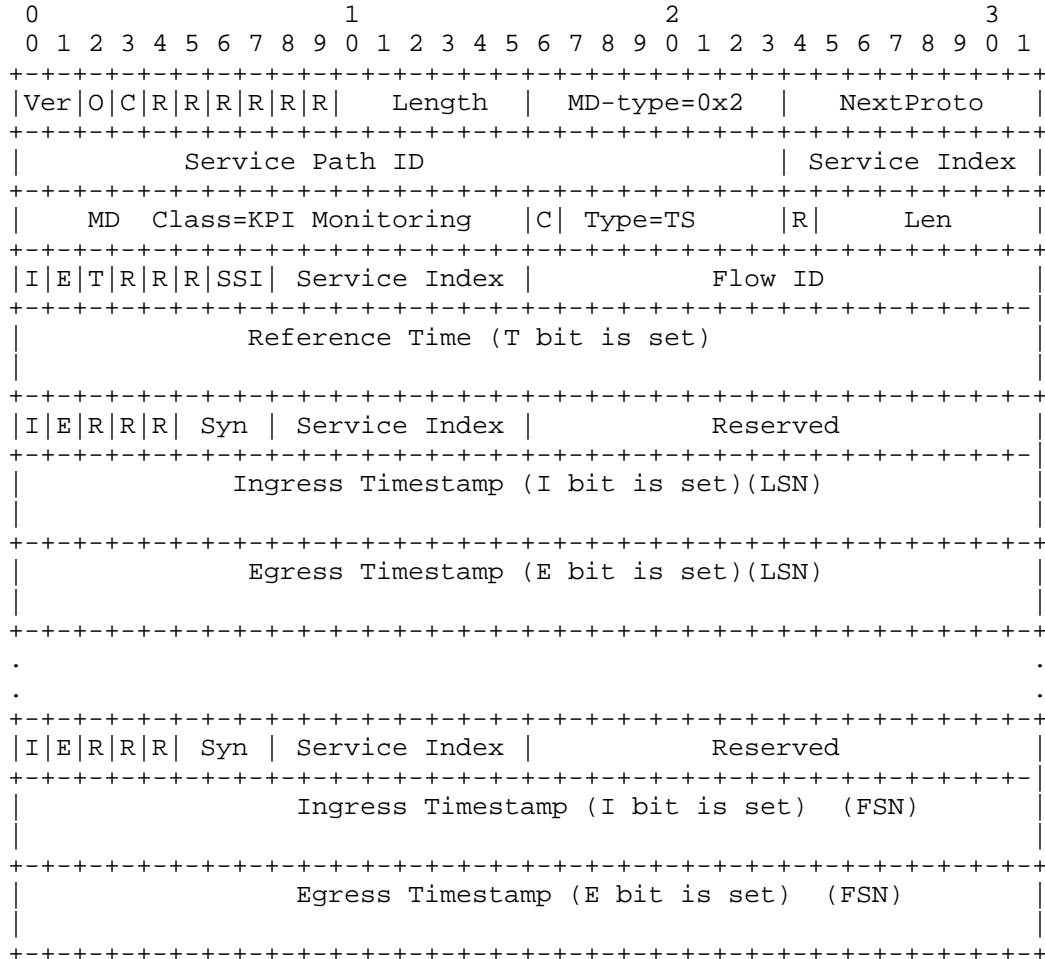 0                   1                   2                   3
 0 1 2 3 4 5 6 7 8 9 0 1 2 3 4 5 6 7 8 9 0 1 2 3 4 5 6 7 8 9 0 1
+-+-+-+-+-+-+-+-+-+-+-+-+-+-+-+-+-+-+-+-+-+-+-+-+-+-+-+-+-+-+-+-+
|Ver|O|C|R|R|R|R|R|R|   Length  |  MD-type=0x2  |   NextProto   |
+-+-+-+-+-+-+-+-+-+-+-+-+-+-+-+-+-+-+-+-+-+-+-+-+-+-+-+-+-+-+-+-+
|          Service Path ID                      | Service Index |
+-+-+-+-+-+-+-+-+-+-+-+-+-+-+-+-+-+-+-+-+-+-+-+-+-+-+-+-+-+-+-+-+
|    MD  Class=KPI Monitoring   |C|  Type=TS     |R|     Len     |
+-+-+-+-+-+-+-+-+-+-+-+-+-+-+-+-+-+-+-+-+-+-+-+-+-+-+-+-+-+-+-+-+
|I|E|T|R|R|R|SSI| Service Index |           Flow ID             |
+-+-+-+-+-+-+-+-+-+-+-+-+-+-+-+-+-+-+-+-+-+-+-+-+-+-+-+-+-+-+-+-|
|              Reference Time (T bit is set)                    |
|                                                               |
+-+-+-+-+-+-+-+-+-+-+-+-+-+-+-+-+-+-+-+-+-+-+-+-+-+-+-+-+-+-+-+-+
|I|E|R|R|R| Syn | Service Index |           Reserved            |
+-+-+-+-+-+-+-+-+-+-+-+-+-+-+-+-+-+-+-+-+-+-+-+-+-+-+-+-+-+-+-+-|
|             Ingress Timestamp (I bit is set)(LSN)             |
|                                                               |
+-+-+-+-+-+-+-+-+-+-+-+-+-+-+-+-+-+-+-+-+-+-+-+-+-+-+-+-+-+-+-+-+
|              Egress Timestamp (E bit is set)(LSN)             |
|                                                               |
+-+-+-+-+-+-+-+-+-+-+-+-+-+-+-+-+-+-+-+-+-+-+-+-+-+-+-+-+-+-+-+-+
.                                                               .
.                                                               .
+-+-+-+-+-+-+-+-+-+-+-+-+-+-+-+-+-+-+-+-+-+-+-+-+-+-+-+-+-+-+-+-+
|I|E|R|R|R| Syn | Service Index |           Reserved            |
+-+-+-+-+-+-+-+-+-+-+-+-+-+-+-+-+-+-+-+-+-+-+-+-+-+-+-+-+-+-+-+-|
|                 Ingress Timestamp (I bit is set)  (FSN)       |
|                                                               |
+-+-+-+-+-+-+-+-+-+-+-+-+-+-+-+-+-+-+-+-+-+-+-+-+-+-+-+-+-+-+-+-+
|                 Egress Timestamp (E bit is set)  (FSN)        |
|                                                               |
+-+-+-+-+-+-+-+-+-+-+-+-+-+-+-+-+-+-+-+-+-+-+-+-+-+-+-+-+-+-+-+-+